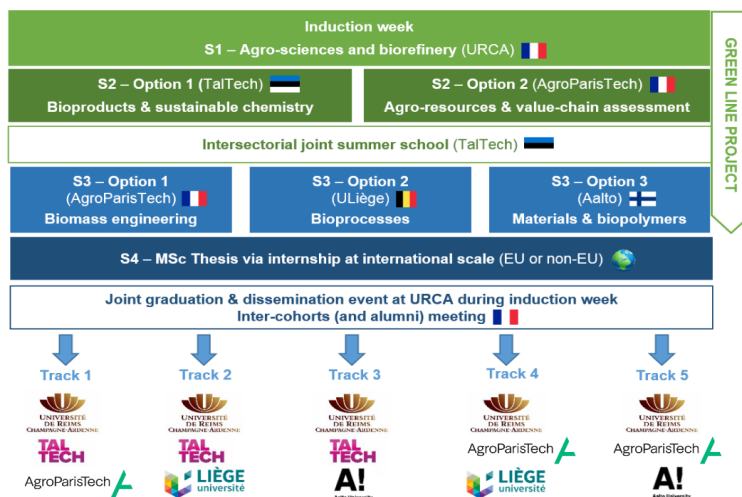 Induction week
S1 – Agro-sciences and biorefinery (URCA)
S2 – Option 1 (TalTech)
Bioproducts & sustainable chemistry
S2 – Option 2 (AgroParisTech)
Agro-resources & value-chain assessment
GREEN LINE PROJECT
Intersectorial joint summer school (TalTech)
S3 – Option 1
(AgroParisTech)
Biomass engineering
S3 – Option 2
(ULiège)
Bioprocesses
S3 – Option 3
(Aalto)
Materials & biopolymers
S4 – MSc Thesis via internship at international scale (EU or non-EU)
Joint graduation & dissemination event at URCA during induction week
Inter-cohorts (and alumni) meeting
Track 1
Track 2
Track 3
Track 4
Track 5
UNIVERSITÉ
DE REIMS
CHAMPAGNE-ARDENNE
TAL
TECH
AgroParisTech
UNIVERSITÉ
DE REIMS
CHAMPAGNE-ARDENNE
TAL
TECH
LIÈGE
université
UNIVERSITÉ
DE REIMS
CHAMPAGNE-ARDENNE
TAL
TECH
A!
Aalto University
UNIVERSITÉ
DE REIMS
CHAMPAGNE-ARDENNE
AgroParisTech
LIÈGE
université
UNIVERSITÉ
DE REIMS
CHAMPAGNE-ARDENNE
AgroParisTech
A!
Aalto University